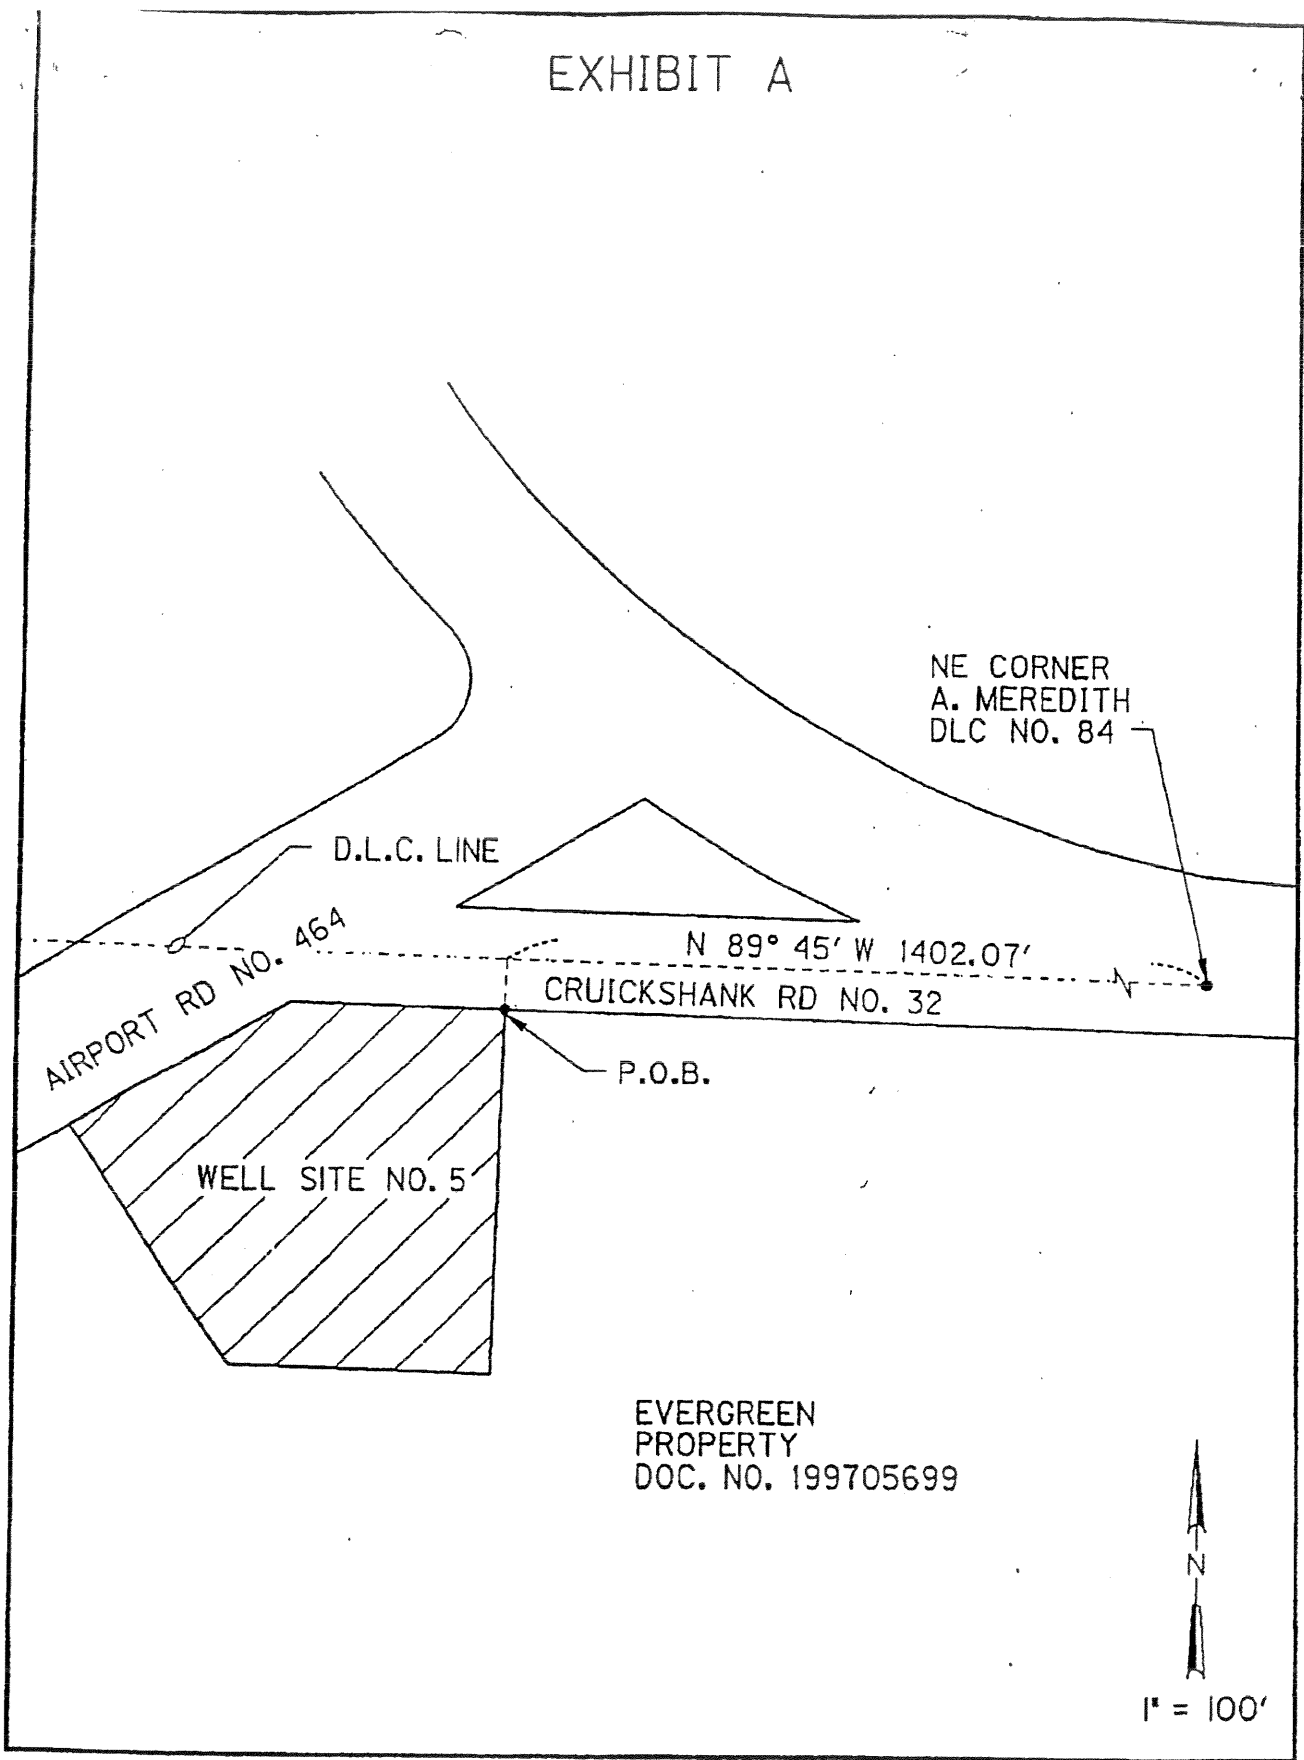 EXHIBIT A
NE CORNER
A. MEREDITH
DLC NO. 84
D.L.C. LINE
AIRPORT RD NO. 464
N 89° 45' W 1402.07'
CRUICKSHANK RD NO. 32
P.O.B.
WELL SITE NO. 5
EVERGREEN
PROPERTY
DOC. NO. 199705699
N
1" = 100'